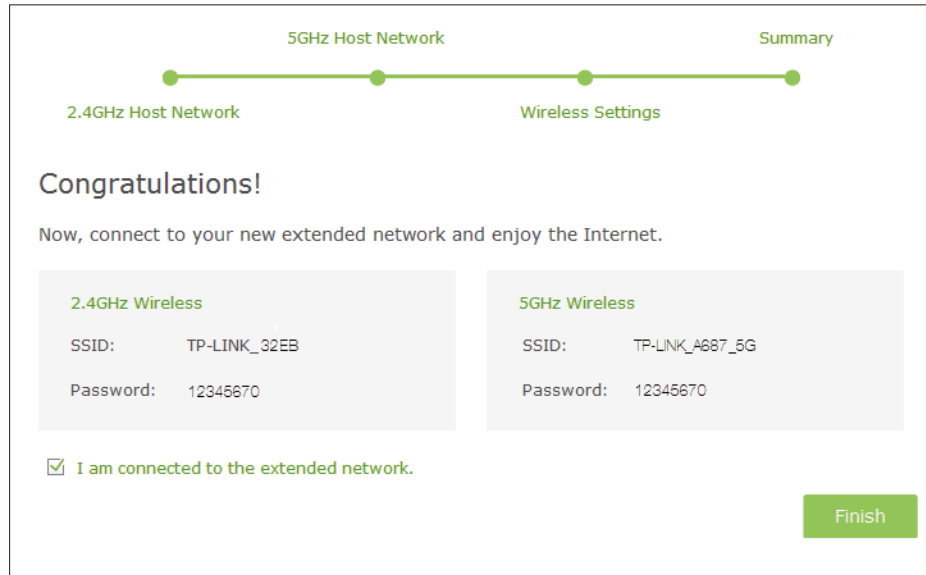 5GHz Host Network Summary
2.4GHz Host Network Wireless Settings
Congratulations!
Now, connect to your new extended network and enjoy the Internet.
2.4GHz Wireless
SSID: TP-LINK_32EB
Password: 12345670
5GHz Wireless
SSID: TP-LINK_A687_5G
Password: 12345670
I am connected to the extended network.
Finish